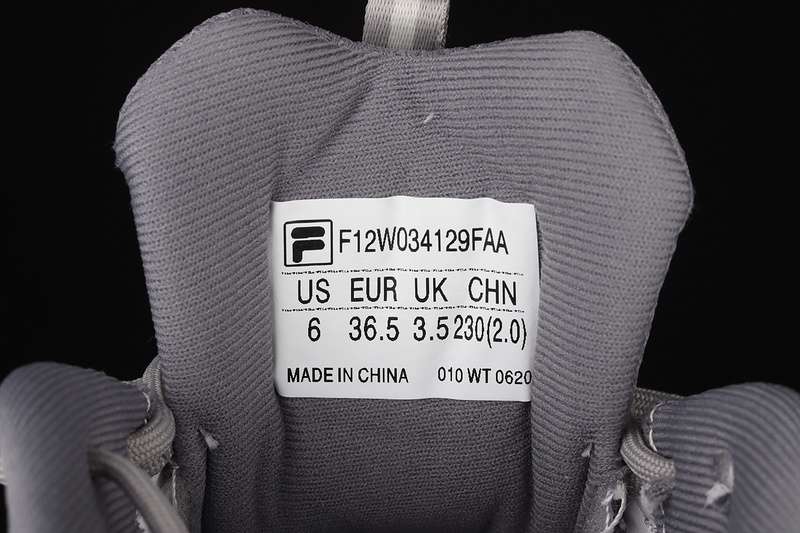 F12W034129FAA
US EUR UK CHN
6 36.5 3.5 230(2.0)
MADE IN CHINA 010 WT 0620